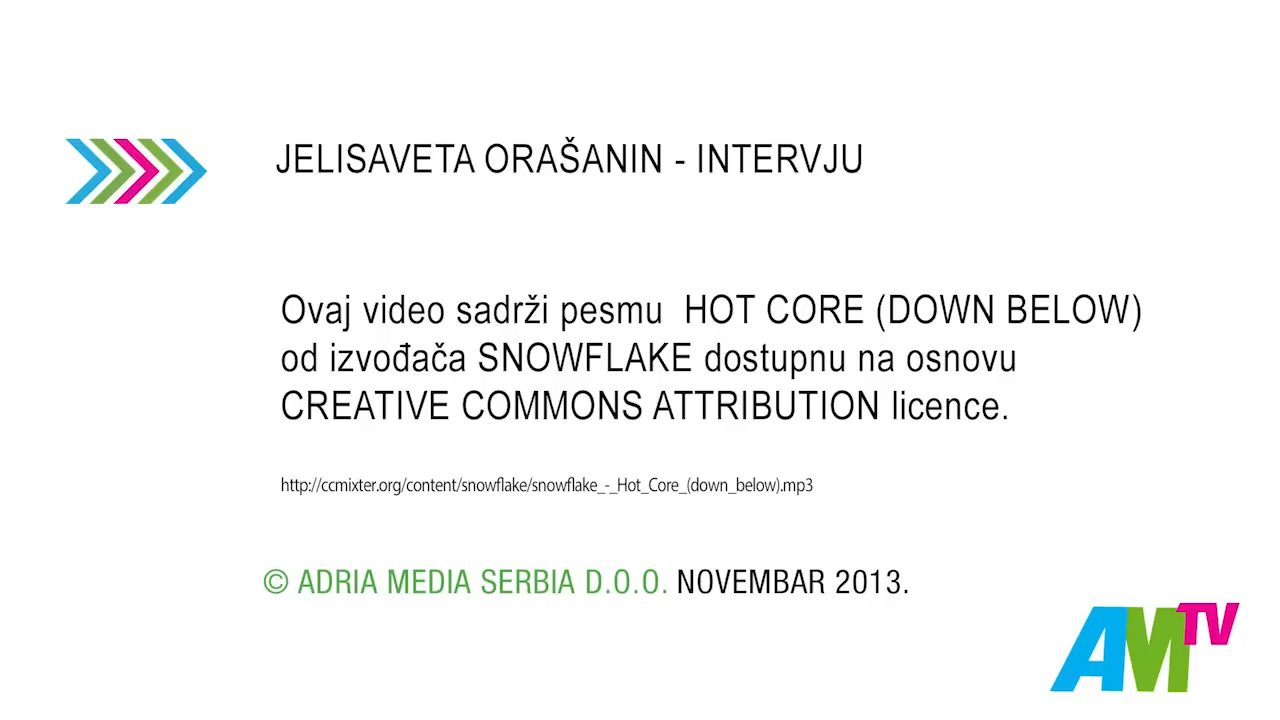 JELISAVETA ORAŠANIN - INTERVJU
Ovaj video sadrži pesmu HOT CORE (DOWN BELOW)
od izvođača SNOWFLAKE dostupnu na osnovu
CREATIVE COMMONS ATTRIBUTION licence.
http://ccmixter.org/content/snowflake/snowflake_-_Hot_Core_(down_below).mp3
© ADRIA MEDIA SERBIA D.O.O. NOVEMBAR 2013.
AMTV